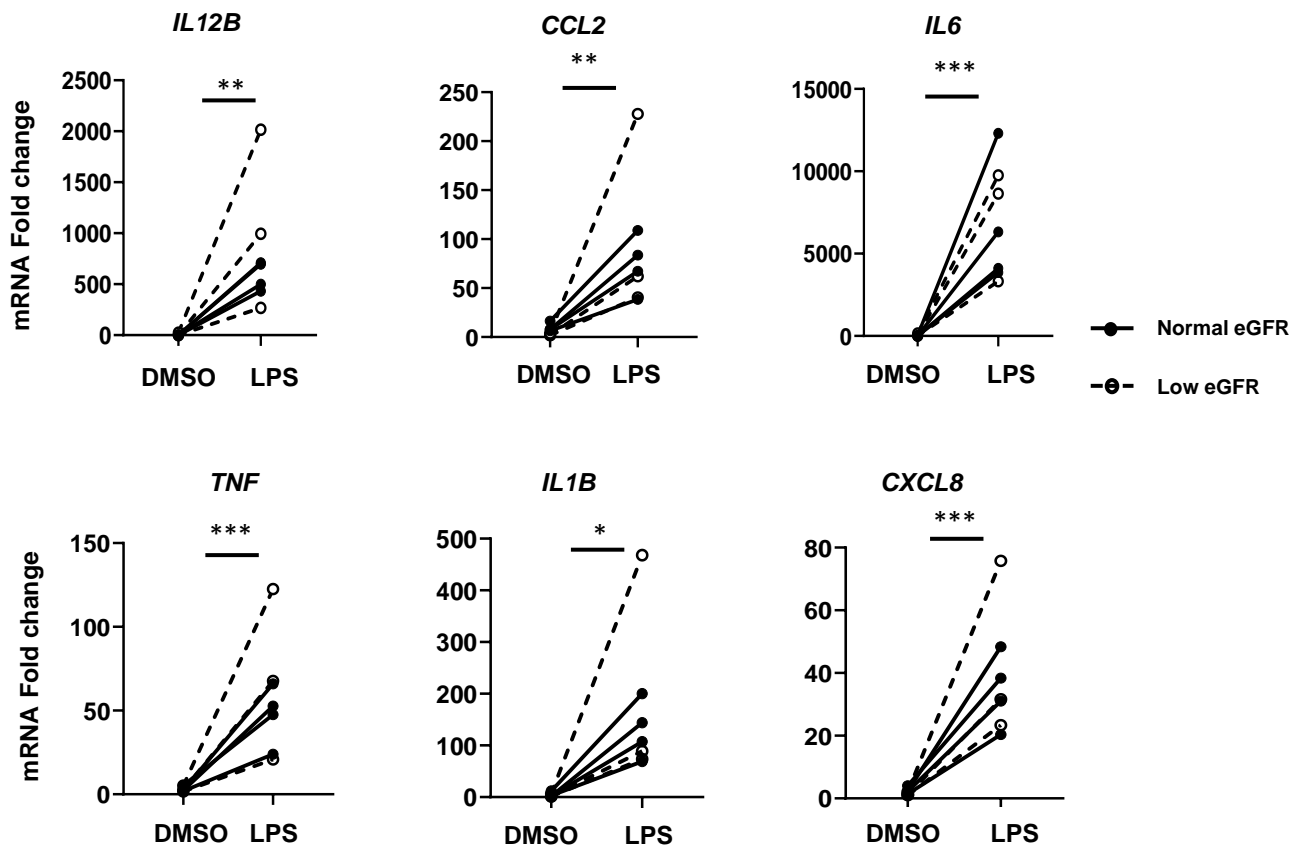 IL12B
**
2500
2000
1500
1000
500
0
mRNA Fold change
DMSO LPS
CCL2
**
250
200
150
100
50
0
DMSO LPS
IL6
***
15000
10000
5000
0
DMSO LPS
Normal eGFR
Low eGFR
TNF
***
150
100
50
0
mRNA Fold change
DMSO LPS
IL1B
*
500
400
300
200
100
0
DMSO LPS
CXCL8
***
80
60
40
20
0
DMSO LPS